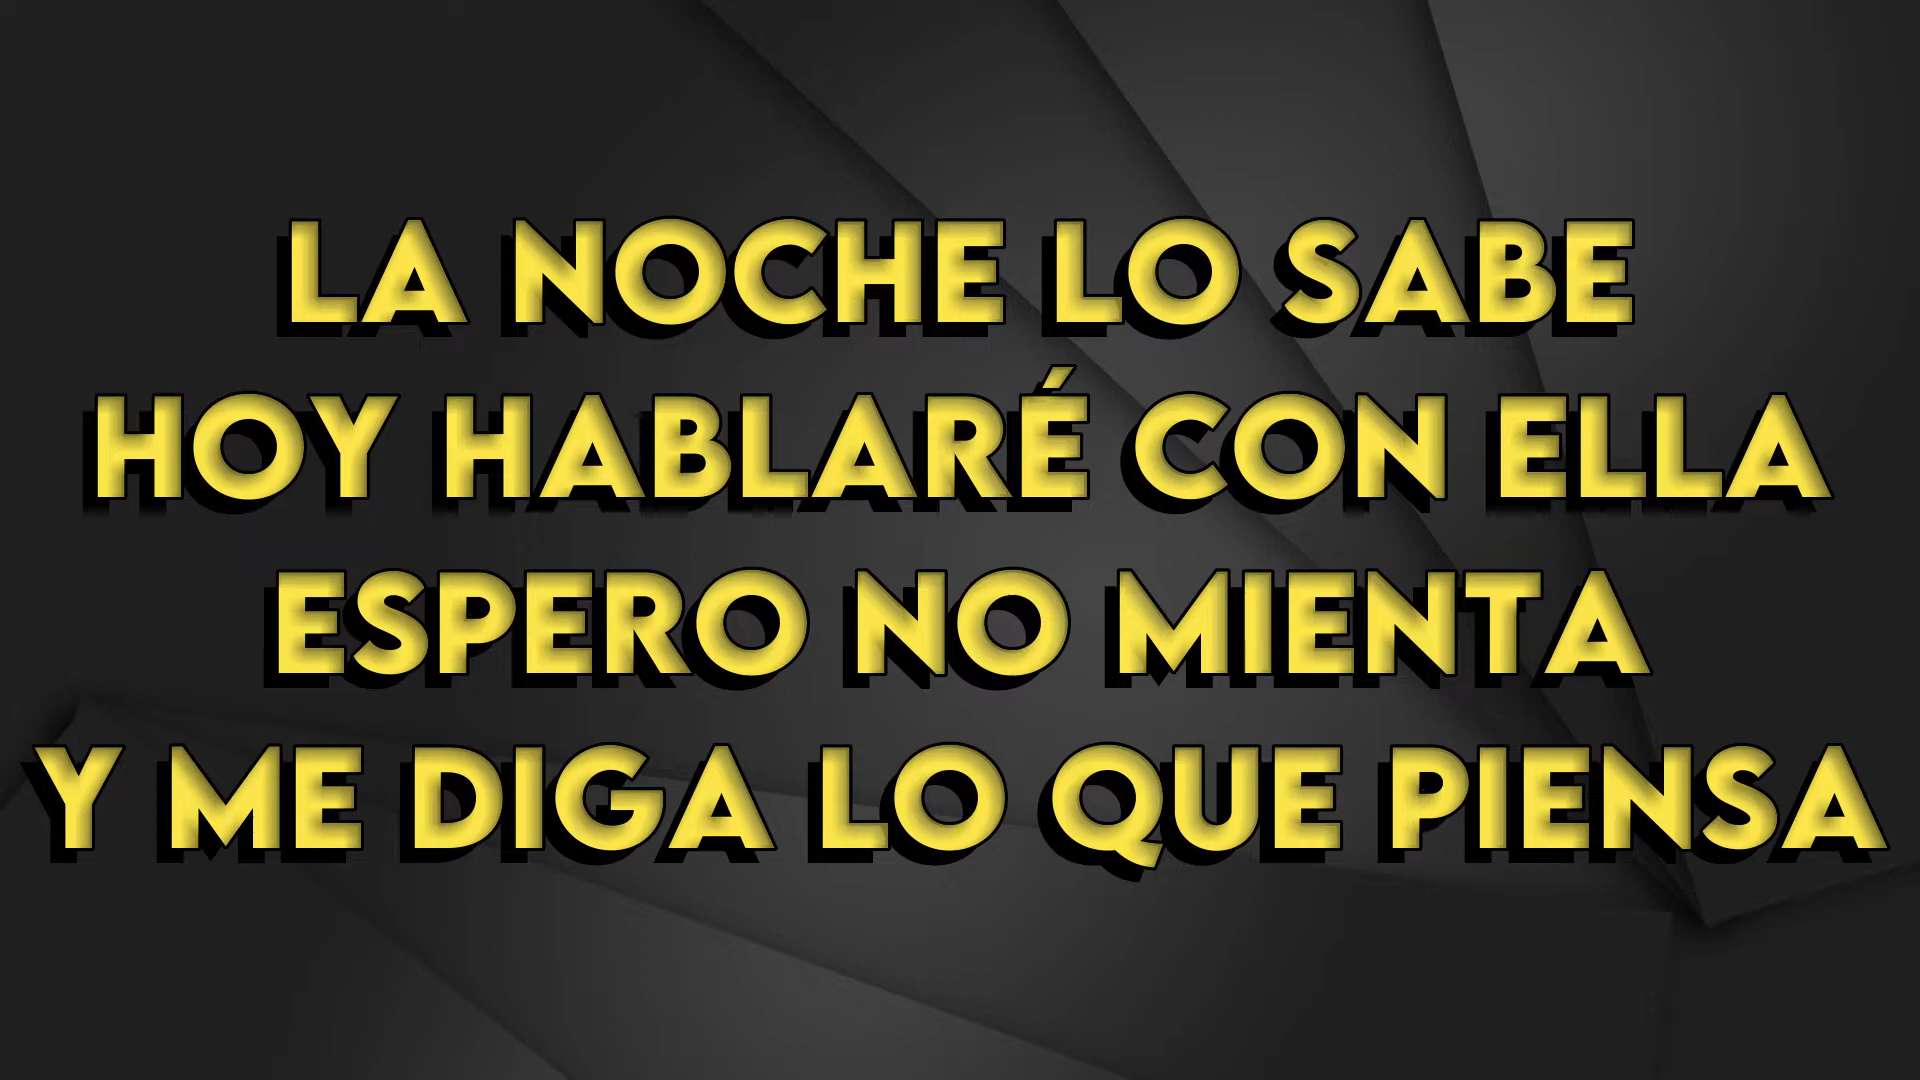 LA NOCHE LO SABE
HOY HABLARÉ CON ELLA
ESPERO NO MIENTA
Y ME DIGA LO QUE PIENSA